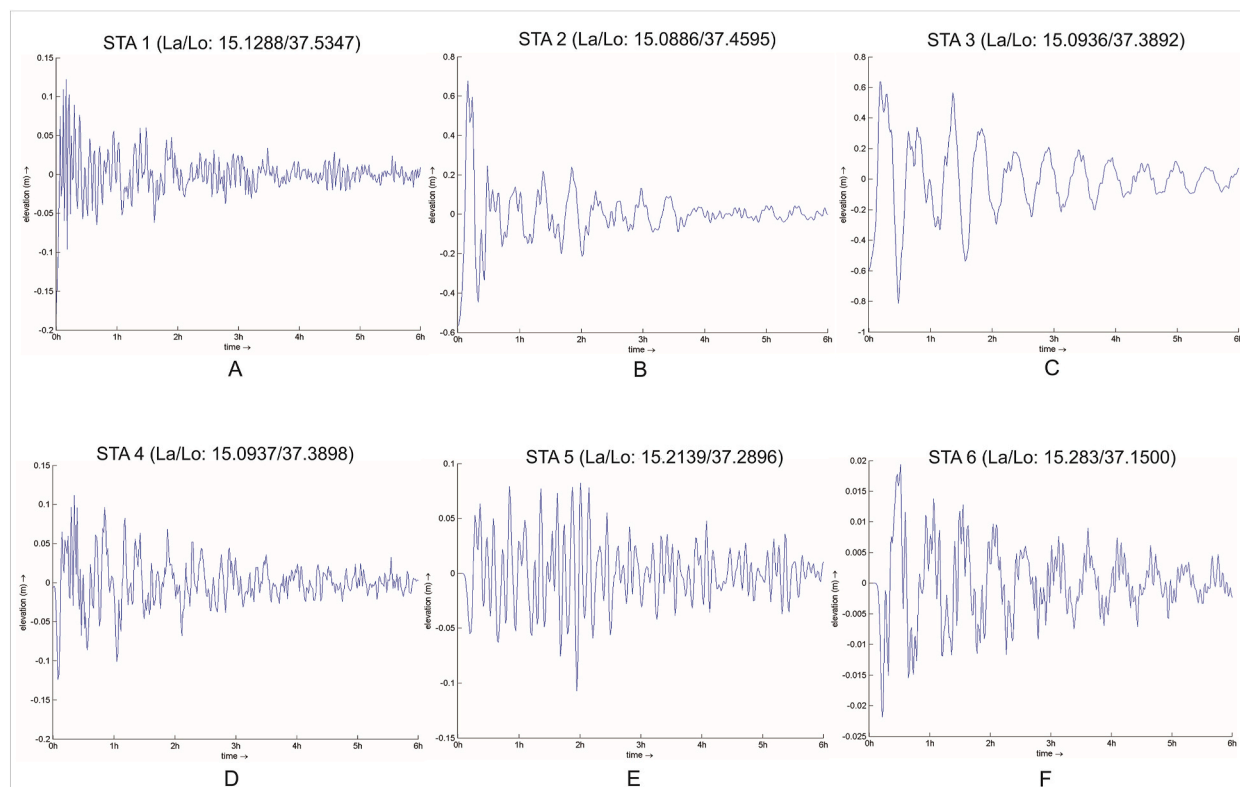 STA 1 (La/Lo: 15.1288/37.5347)
0.15
0.1
0.05
0
-0.05
-0.1
-0.15
-0.2
elevation (m) →
0h 1h 2h 3h 4h 5h 6h
time →
A
STA 2 (La/Lo: 15.0886/37.4595)
0.8
0.6
0.4
0.2
0
-0.2
-0.4
-0.6
elevation (m) →
0h 1h 2h 3h 4h 5h 6h
time →
B
STA 3 (La/Lo: 15.0936/37.3892)
0.8
0.6
0.4
0.2
0
-0.2
-0.4
-0.6
-0.8
-1
elevation (m) →
0h 1h 2h 3h 4h 5h 6h
time →
C
STA 4 (La/Lo: 15.0937/37.3898)
0.15
0.1
0.05
0
-0.05
-0.1
-0.15
-0.2
elevation (m) →
0h 1h 2h 3h 4h 5h 6h
time →
D
STA 5 (La/Lo: 15.2139/37.2896)
0.1
0.05
0
-0.05
-0.1
-0.15
elevation (m) →
0h 1h 2h 3h 4h 5h 6h
time →
E
STA 6 (La/Lo: 15.283/37.1500)
0.02
0.015
0.01
0.005
0
-0.005
-0.01
-0.015
-0.02
-0.025
elevation (m) →
0h 1h 2h 3h 4h 5h 6h
time →
F